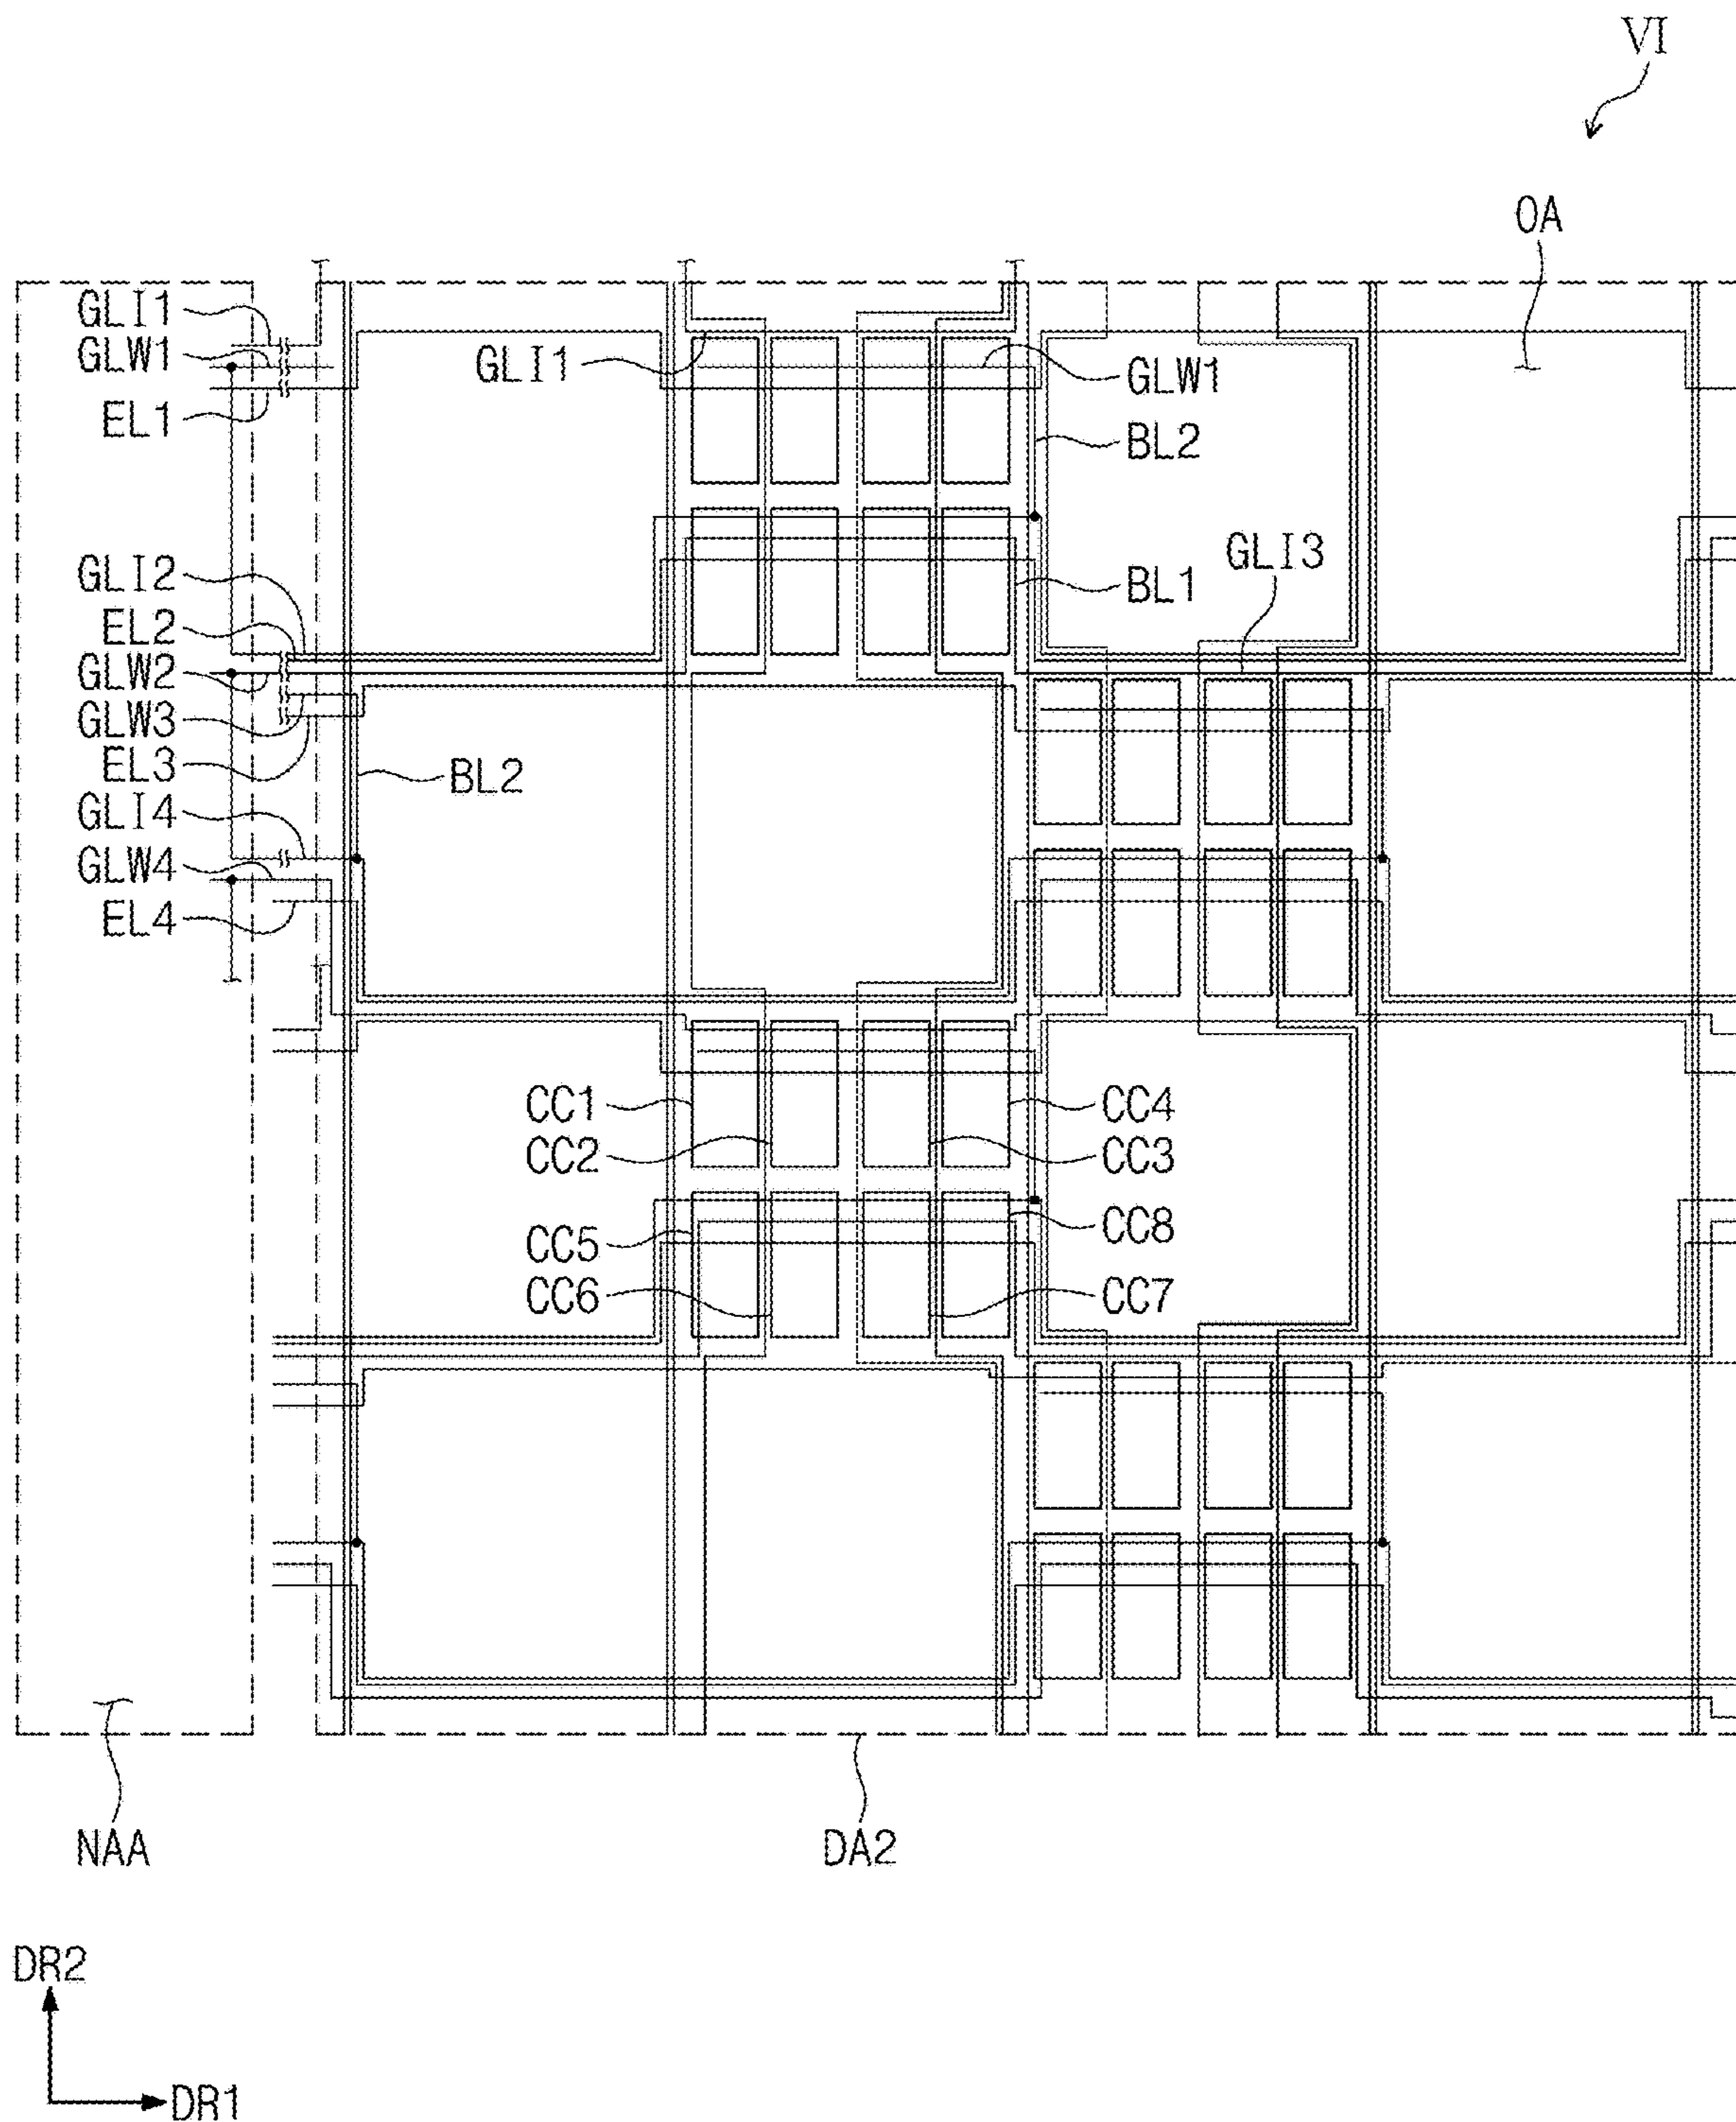 VI
OA
GLI1
GLW1
EL1
GLI1
GLW1
BL2
GLI2
EL2
GLW2
GLW3
EL3
GLI4
GLW4
EL4
BL1
GLI3
BL2
CC1
CC2
CC4
CC3
CC5
CC6
CC8
CC7
NAA
DA2
DR2
DR1